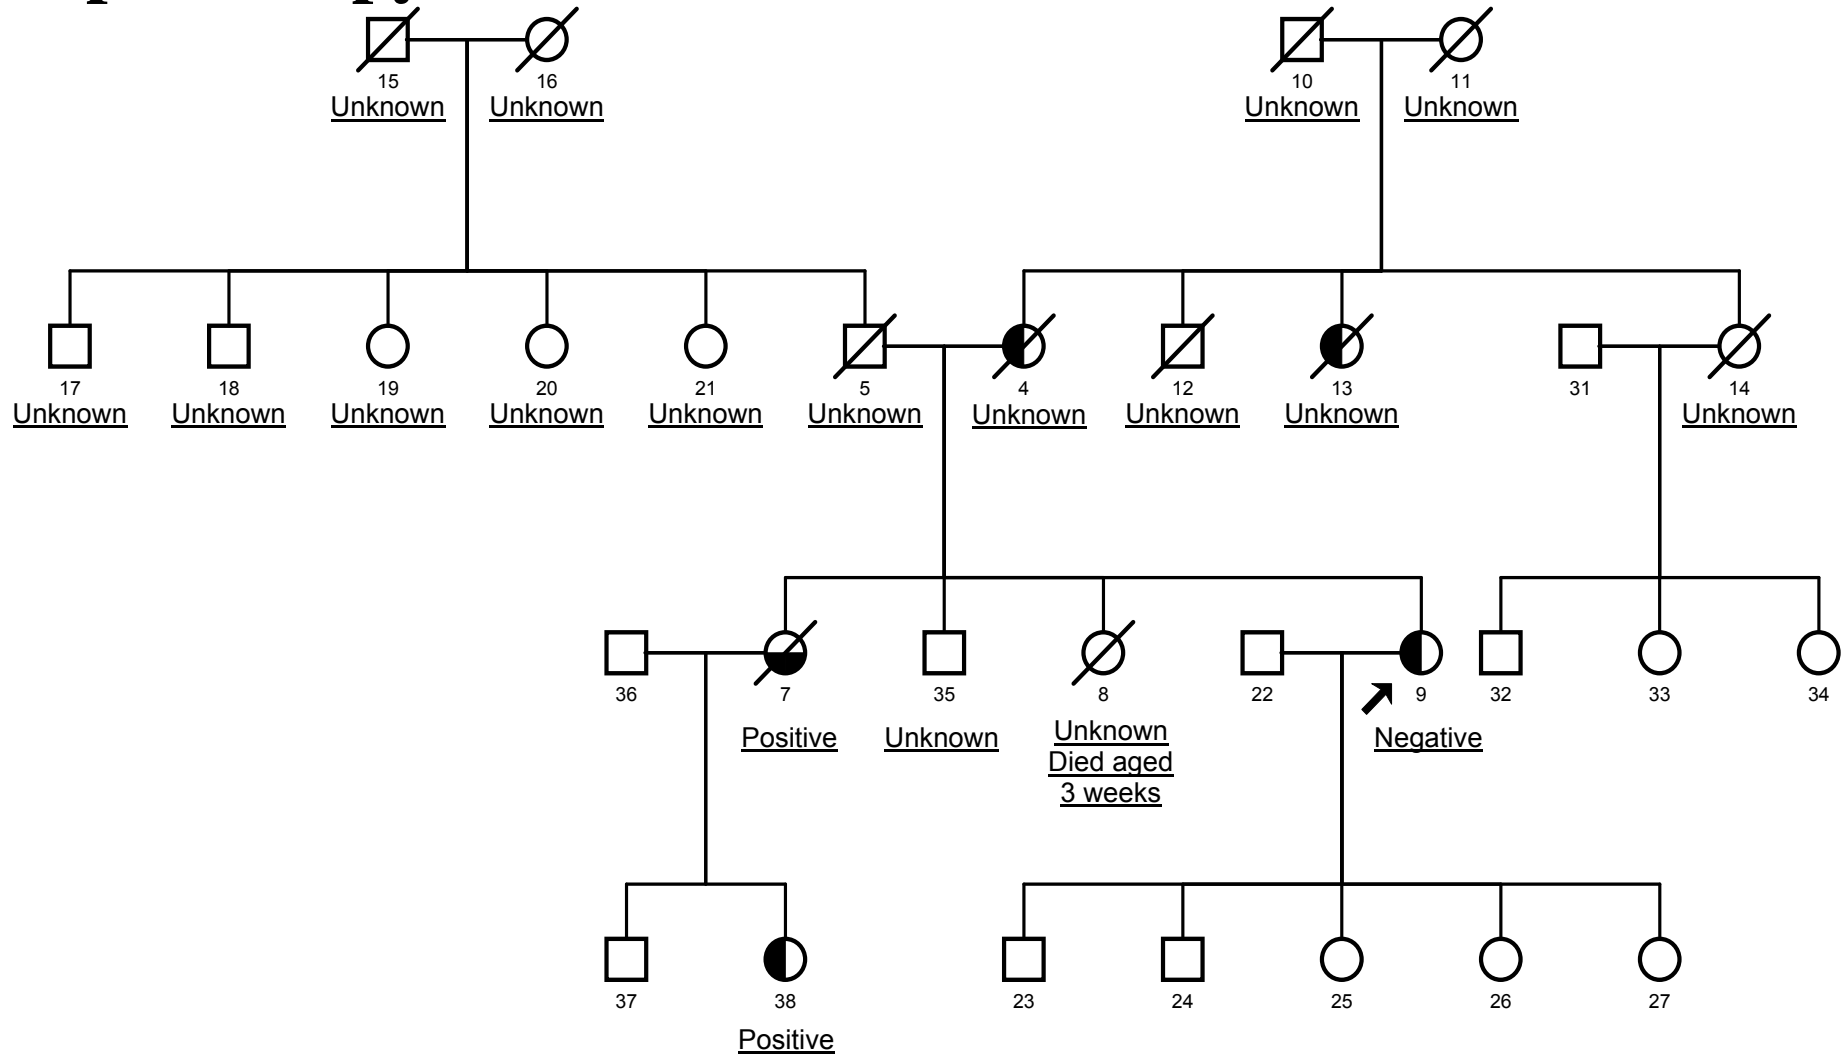 15 16 10 11
Unknown Unknown Unknown Unknown
17 18 19 20 21 5 4 12 13 31 14
Unknown Unknown Unknown Unknown Unknown Unknown Unknown Unknown Unknown Unknown
36 7 35 8 22 9 32 33 34
Positive Unknown Unknown Negative
Died aged
3 weeks
37 38 23 24 25 26 27
Positive